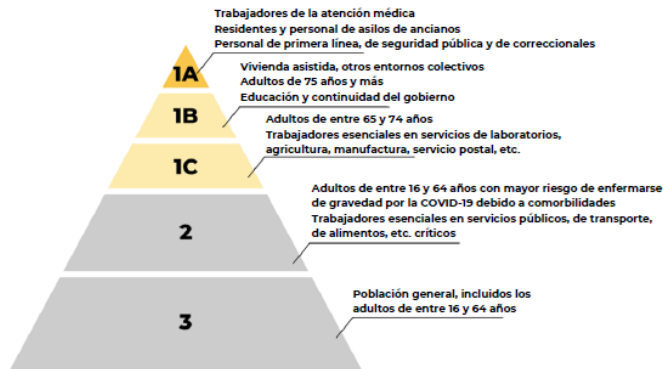 Trabajadores de la atención médica
Residentes y personal de asilos de ancianos
Personal de primera línea, de seguridad pública y de correccionales
1A
Vivienda asistida, otros entornos colectivos
Adultos de 75 años y más
Educación y continuidad del gobierno
1B
Adultos de entre 65 y 74 años
Trabajadores esenciales en servicios de laboratorios,
agricultura, manufactura, servicio postal, etc.
1C
Adultos de entre 16 y 64 años con mayor riesgo de enfermarse
de gravedad por la COVID-19 debido a comorbilidades
Trabajadores esenciales en servicios públicos, de transporte,
de alimentos, etc. críticos
2
Población general, incluidos los
adultos de entre 16 y 64 años
3